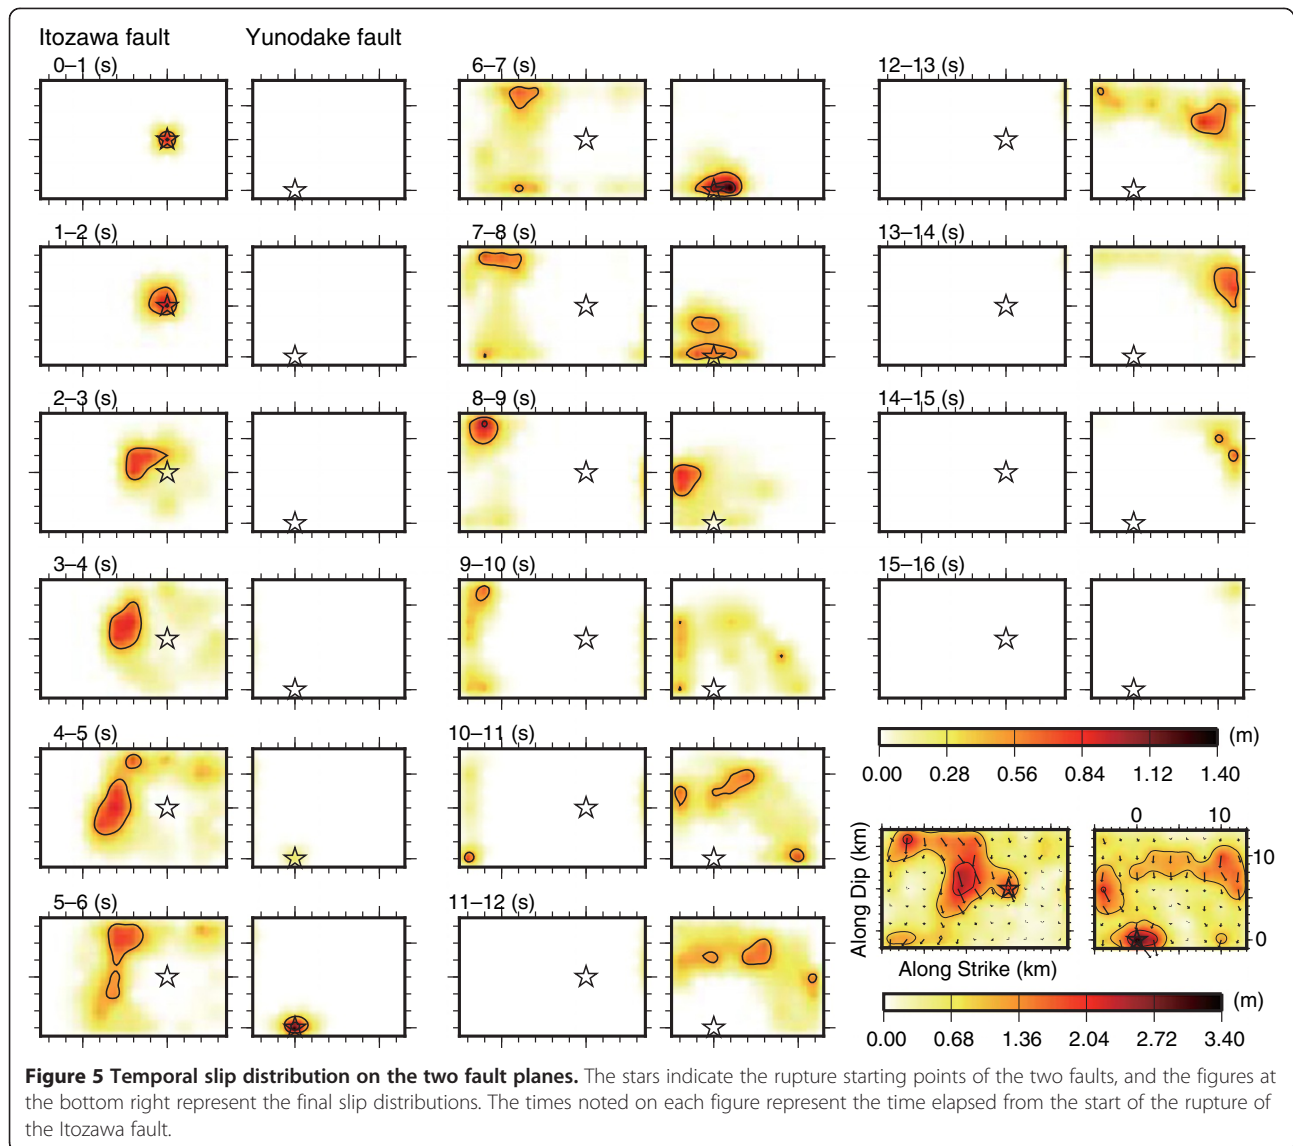 Itozawa fault Yunodake fault
0–1 (s)
1–2 (s)
2–3 (s)
3–4 (s)
4–5 (s)
5–6 (s)
6–7 (s)
7–8 (s)
8–9 (s)
9–10 (s)
10–11 (s)
11–12 (s)
12–13 (s)
13–14 (s)
14–15 (s)
15–16 (s)
(m)
0.00 0.28 0.56 0.84 1.12 1.40
0 10
Along Dip (km)
10
0
Along Strike (km)
(m)
0.00 0.68 1.36 2.04 2.72 3.40
Figure 5 Temporal slip distribution on the two fault planes. The stars indicate the rupture starting points of the two faults, and the figures at
the bottom right represent the final slip distributions. The times noted on each figure represent the time elapsed from the start of the rupture of
the Itozawa fault.